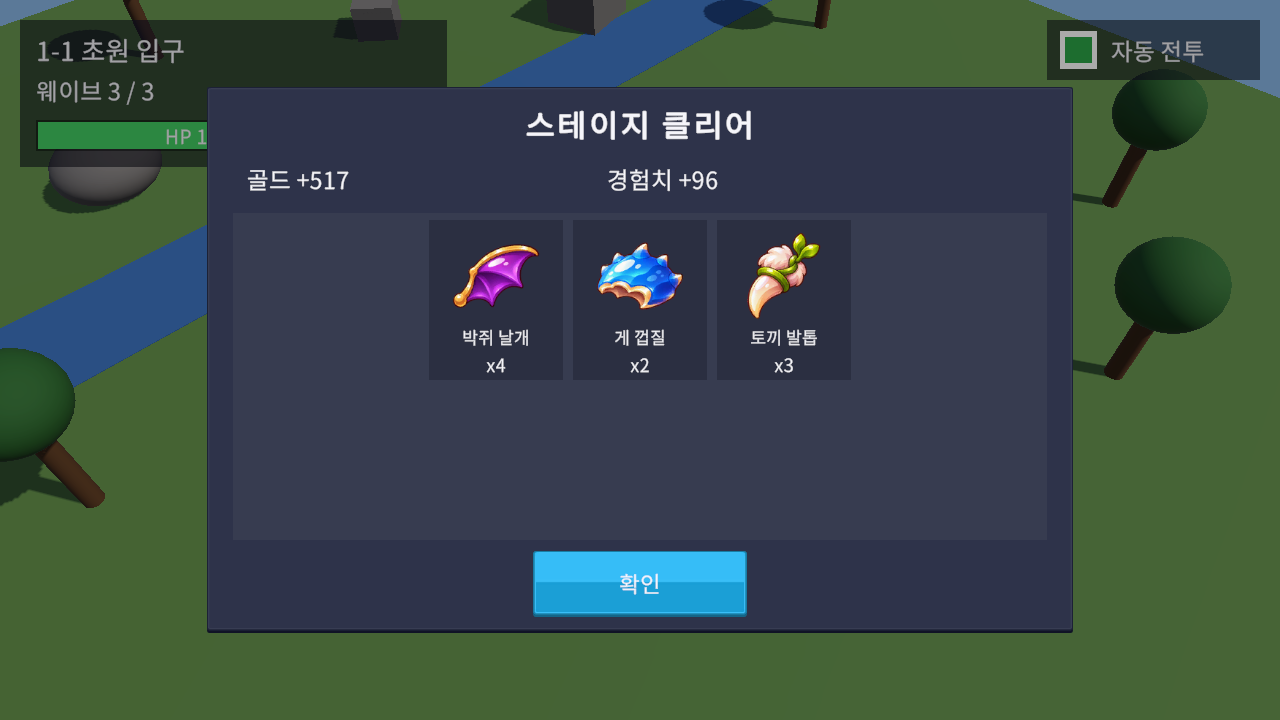 1-1 초원 입구
웨이브 3 / 3
HP 1
자동 전투
스테이지 클리어
골드 +517
경험치 +96
박쥐 날개
x4
게 껍질
x2
토끼 발톱
x3
확인